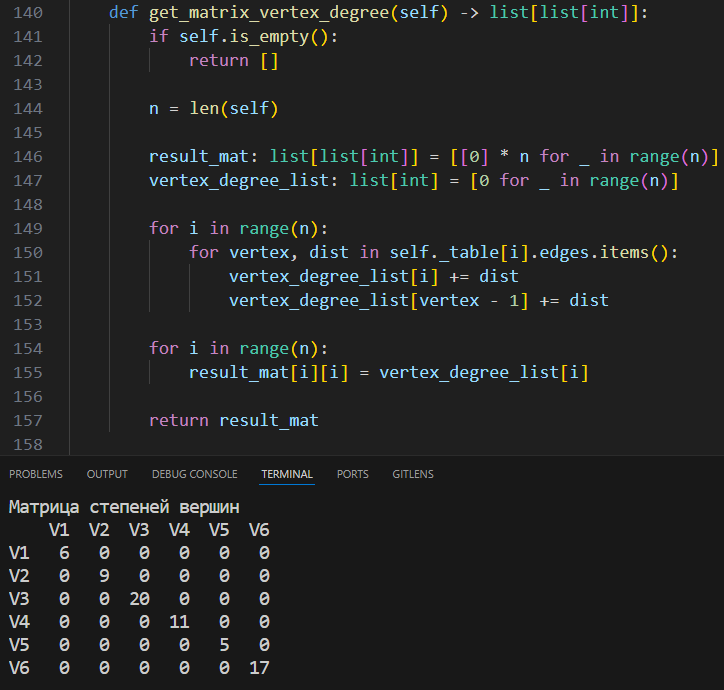 140 def get_matrix_vertex_degree(self) -> list[list[int]]:
141 if self.is_empty():
142 return []
143
144 n = len(self)
145
146 result_mat: list[list[int]] = [[0] * n for _ in range(n)]
147 vertex_degree_list: list[int] = [0 for _ in range(n)]
148
149 for i in range(n):
150 for vertex, dist in self._table[i].edges.items():
151 vertex_degree_list[i] += dist
152 vertex_degree_list[vertex - 1] += dist
153
154 for i in range(n):
155 result_mat[i][i] = vertex_degree_list[i]
156
157 return result_mat
158
PROBLEMS OUTPUT DEBUG CONSOLE TERMINAL PORTS GITLENS
Матрица степеней вершин
V1 V2 V3 V4 V5 V6
V1 6 0 0 0 0 0
V2 0 9 0 0 0 0
V3 0 0 20 0 0 0
V4 0 0 0 11 0 0
V5 0 0 0 0 5 0
V6 0 0 0 0 0 17